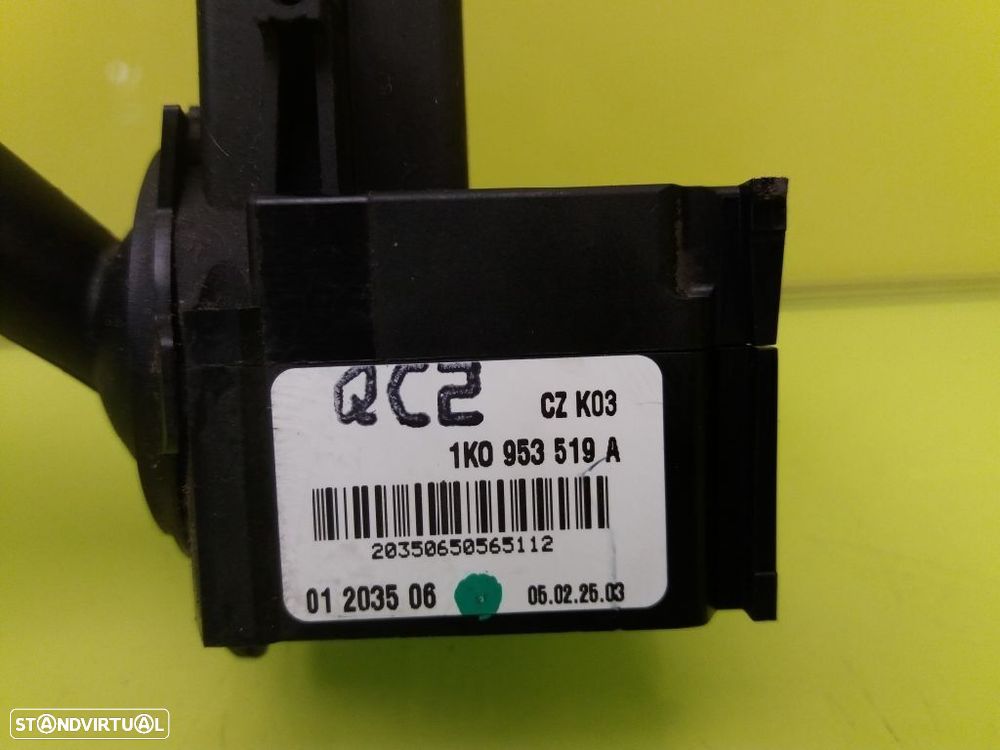 QC2
CZ K03
1K0 953 519 A
20350650565112
01 2035 06
05.02.25.03
STANDVIRTUAL